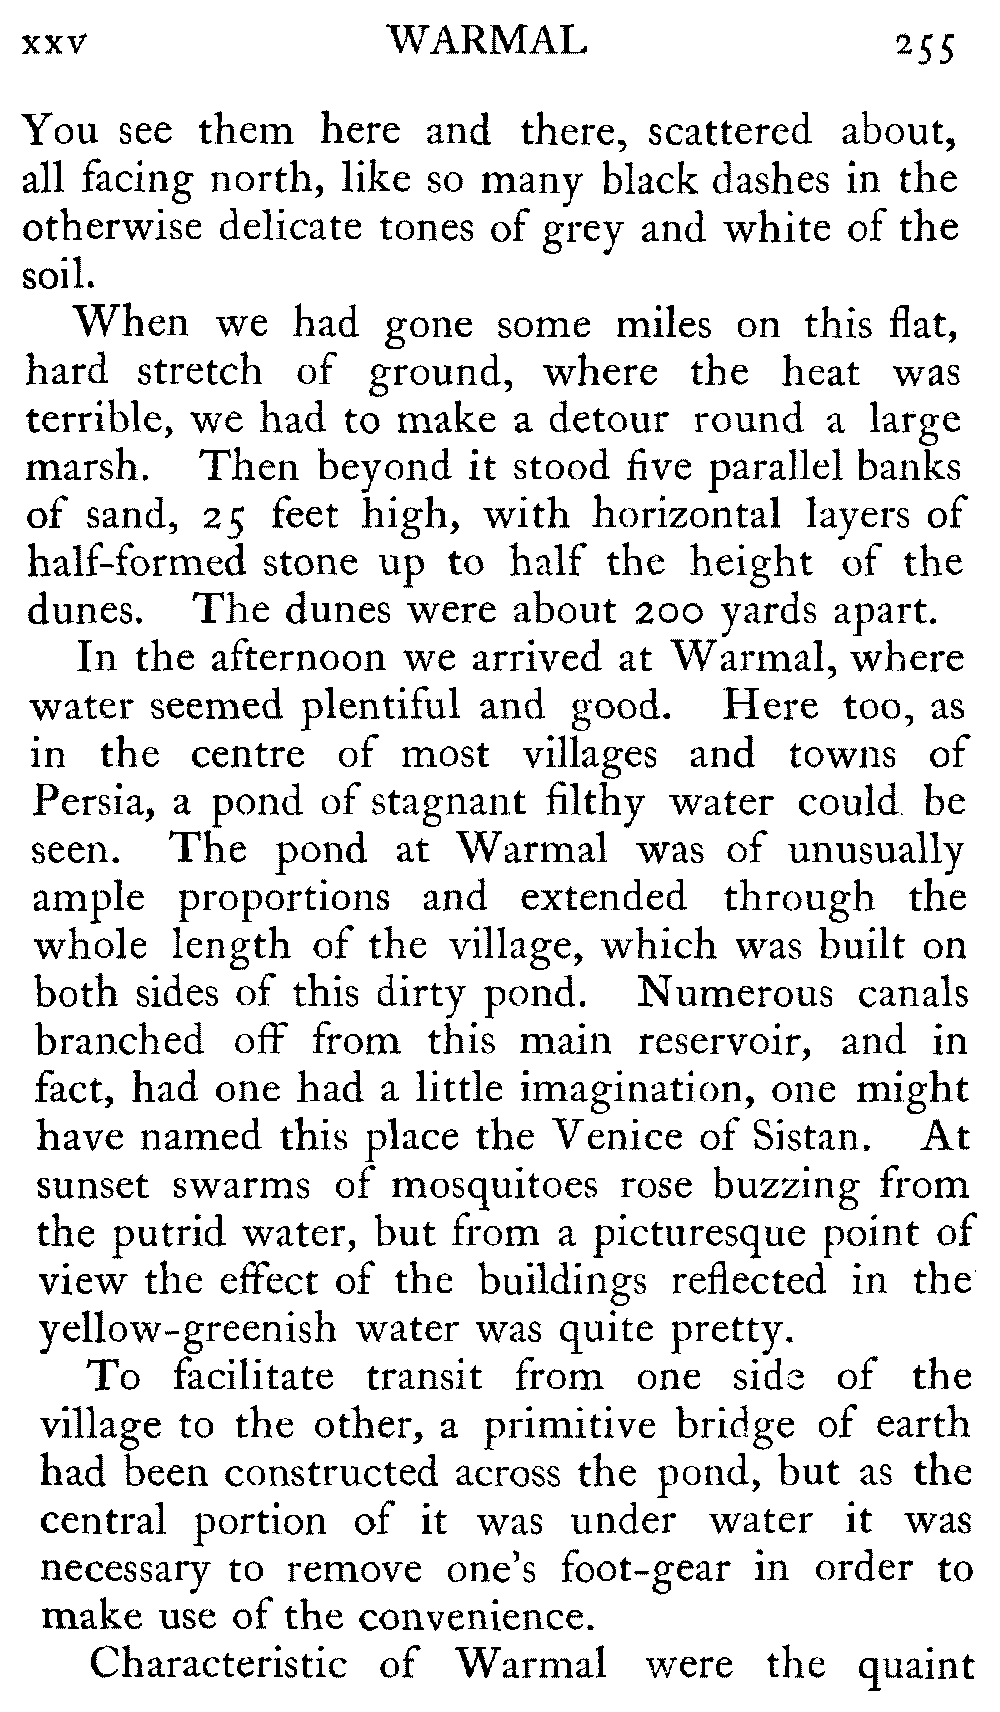 xxv WARMAL 255
You see them here and there, scattered about,
all facing north, like so many black dashes in the
otherwise delicate tones of grey and white of the
soil.
When we had gone some miles on this flat,
hard stretch of ground, where the heat was
terrible, we had to make a detour round a large
marsh. Then beyond it stood five parallel banks
of sand, 25 feet high, with horizontal layers of
half-formed stone up to half the height of the
dunes. The dunes were about 200 yards apart.
In the afternoon we arrived at Warmal, where
water seemed plentiful and good. Here too, as
in the centre of most villages and towns of
Persia, a pond of stagnant filthy water could be
seen. The pond at Warmal was of unusually
ample proportions and extended through the
whole length of the village, which was built on
both sides of this dirty pond. Numerous canals
branched off from this main reservoir, and in
fact, had one had a little imagination, one might
have named this place the Venice of Sistan. At
sunset swarms of mosquitoes rose buzzing from
the putrid water, but from a picturesque point of
view the effect of the buildings reflected in the
yellow-greenish water was quite pretty.
To facilitate transit from one side of the
village to the other, a primitive bridge of earth
had been constructed across the pond, but as the
central portion of it was under water it was
necessary to remove one's foot-gear in order to
make use of the convenience.
Characteristic of Warmal were the quaint